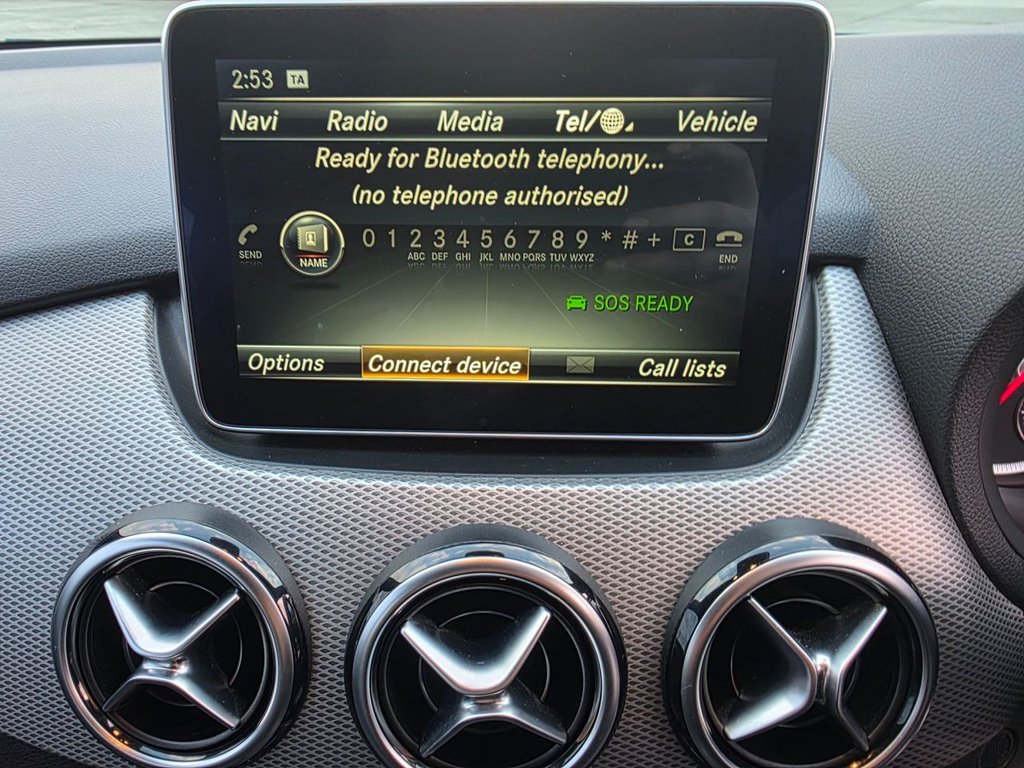 2:53 TA
Navi Radio Media Tel/ Vehicle
Ready for Bluetooth telephony...
(no telephone authorised)
SEND NAME 0 1 2 3 4 5 6 7 8 9 * # + C END
ABC DEF GHI JKL MNO PQRS TUV WXYZ
SOS READY
Options Connect device Call lists